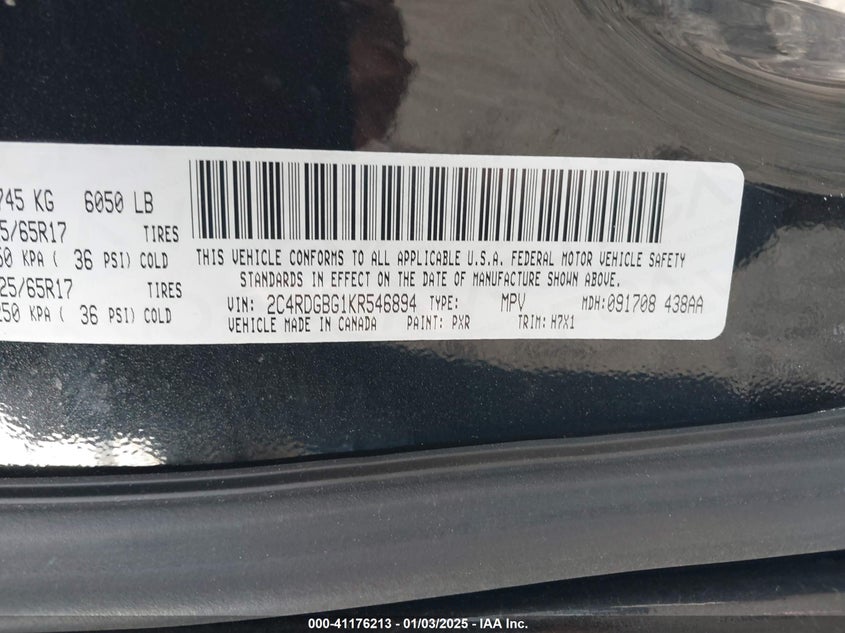 745 KG 6050 LB
5/65R17 TIRES
50 KPA ( 36 PSI) COLD
25/65R17 TIRES
250 KPA ( 36 PSI) COLD
THIS VEHICLE CONFORMS TO ALL APPLICABLE U.S.A. FEDERAL MOTOR VEHICLE SAFETY
STANDARDS IN EFFECT ON THE DATE OF MANUFACTURE SHOWN ABOVE.
VIN: 2C4RDGBG1KR546894 TYPE: MPV MDH: 091708 438AA
VEHICLE MADE IN CANADA PAINT: PXR TRIM: H7X1
000-41176213 - 01/03/2025 - IAA Inc.